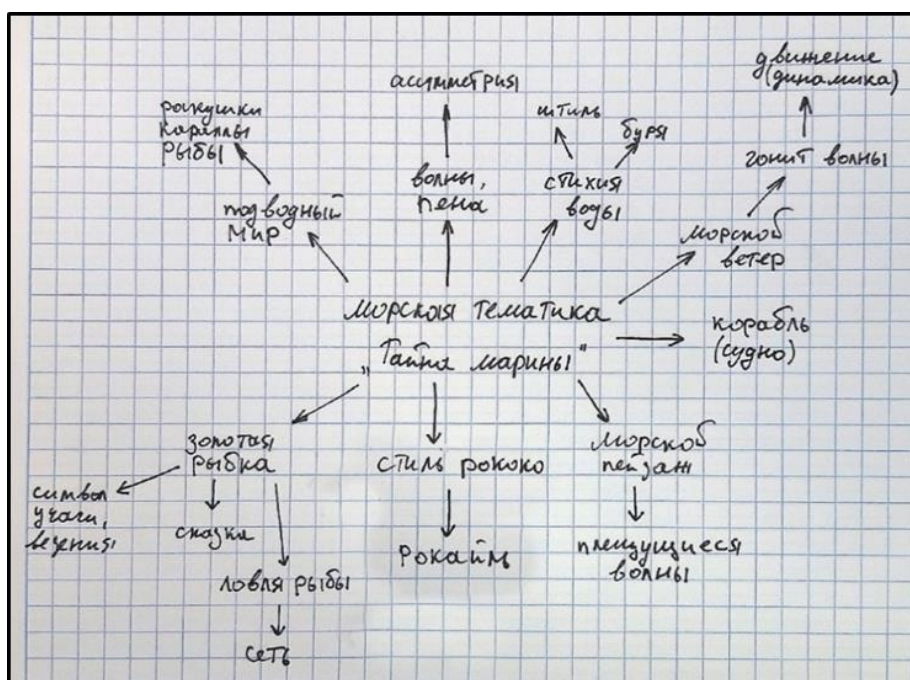 движение
(динамика)
асимметрия
ракушки
кораллы
рыбы
штиль
буря
гонит волны
волны,
пена
стихия
воды
подводный
мир
морской
ветер
морская тематика
„Тайна марины“
корабль
(судно)
золотая
рыбка
стиль рококо
морской
пейзаж
символ
удачи,
везения
сказка
рокайль
плещущиеся
волны
ловля рыбы
сеть